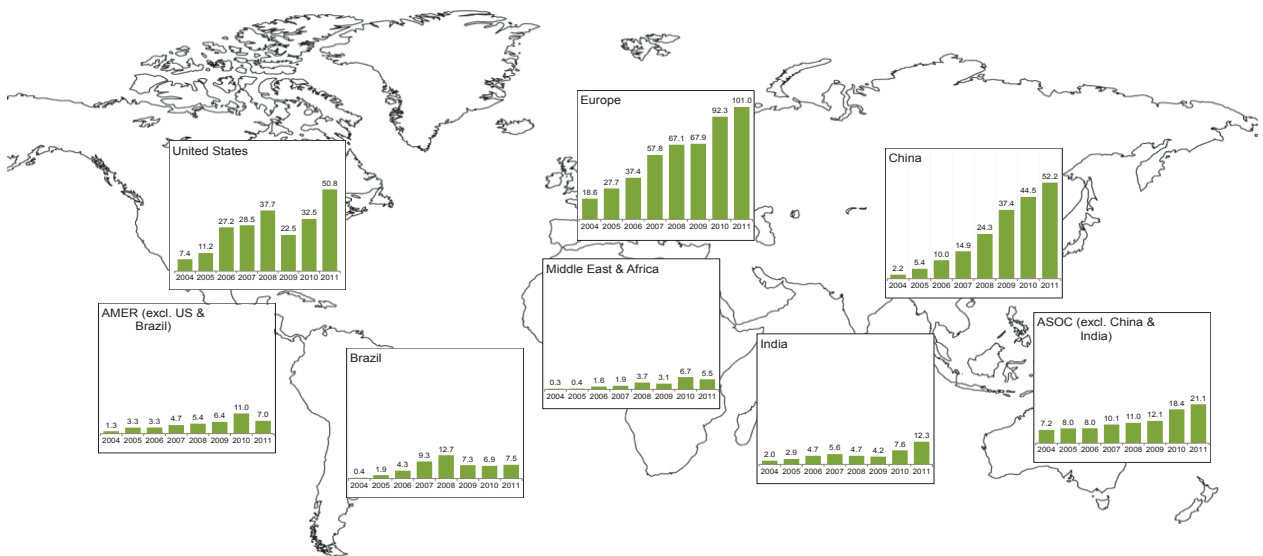 Europe
101.0
92.3
67.1 67.9
57.8
37.4
27.7
18.6
2004 2005 2006 2007 2008 2009 2010 2011
United States
50.8
37.7
32.5
27.2 28.5
22.5
11.2
7.4
2004 2005 2006 2007 2008 2009 2010 2011
China
52.2
44.5
37.4
24.3
14.9
10.0
5.4
2.2
2004 2005 2006 2007 2008 2009 2010 2011
Middle East & Africa
0.3 0.4 1.6 1.9 3.7 3.1 6.7 5.5
2004 2005 2006 2007 2008 2009 2010 2011
AMER (excl. US &
Brazil)
1.3 3.3 3.3 4.7 5.4 6.4 11.0 7.0
2004 2005 2006 2007 2008 2009 2010 2011
ASOC (excl. China &
India)
7.2 8.0 8.0 10.1 11.0 12.1 18.4 21.1
2004 2005 2006 2007 2008 2009 2010 2011
India
2.0 2.9 4.7 5.6 4.7 4.2 7.6 12.3
2004 2005 2006 2007 2008 2009 2010 2011
Brazil
0.4 1.9 4.3 9.3 12.7 7.3 6.9 7.5
2004 2005 2006 2007 2008 2009 2010 2011